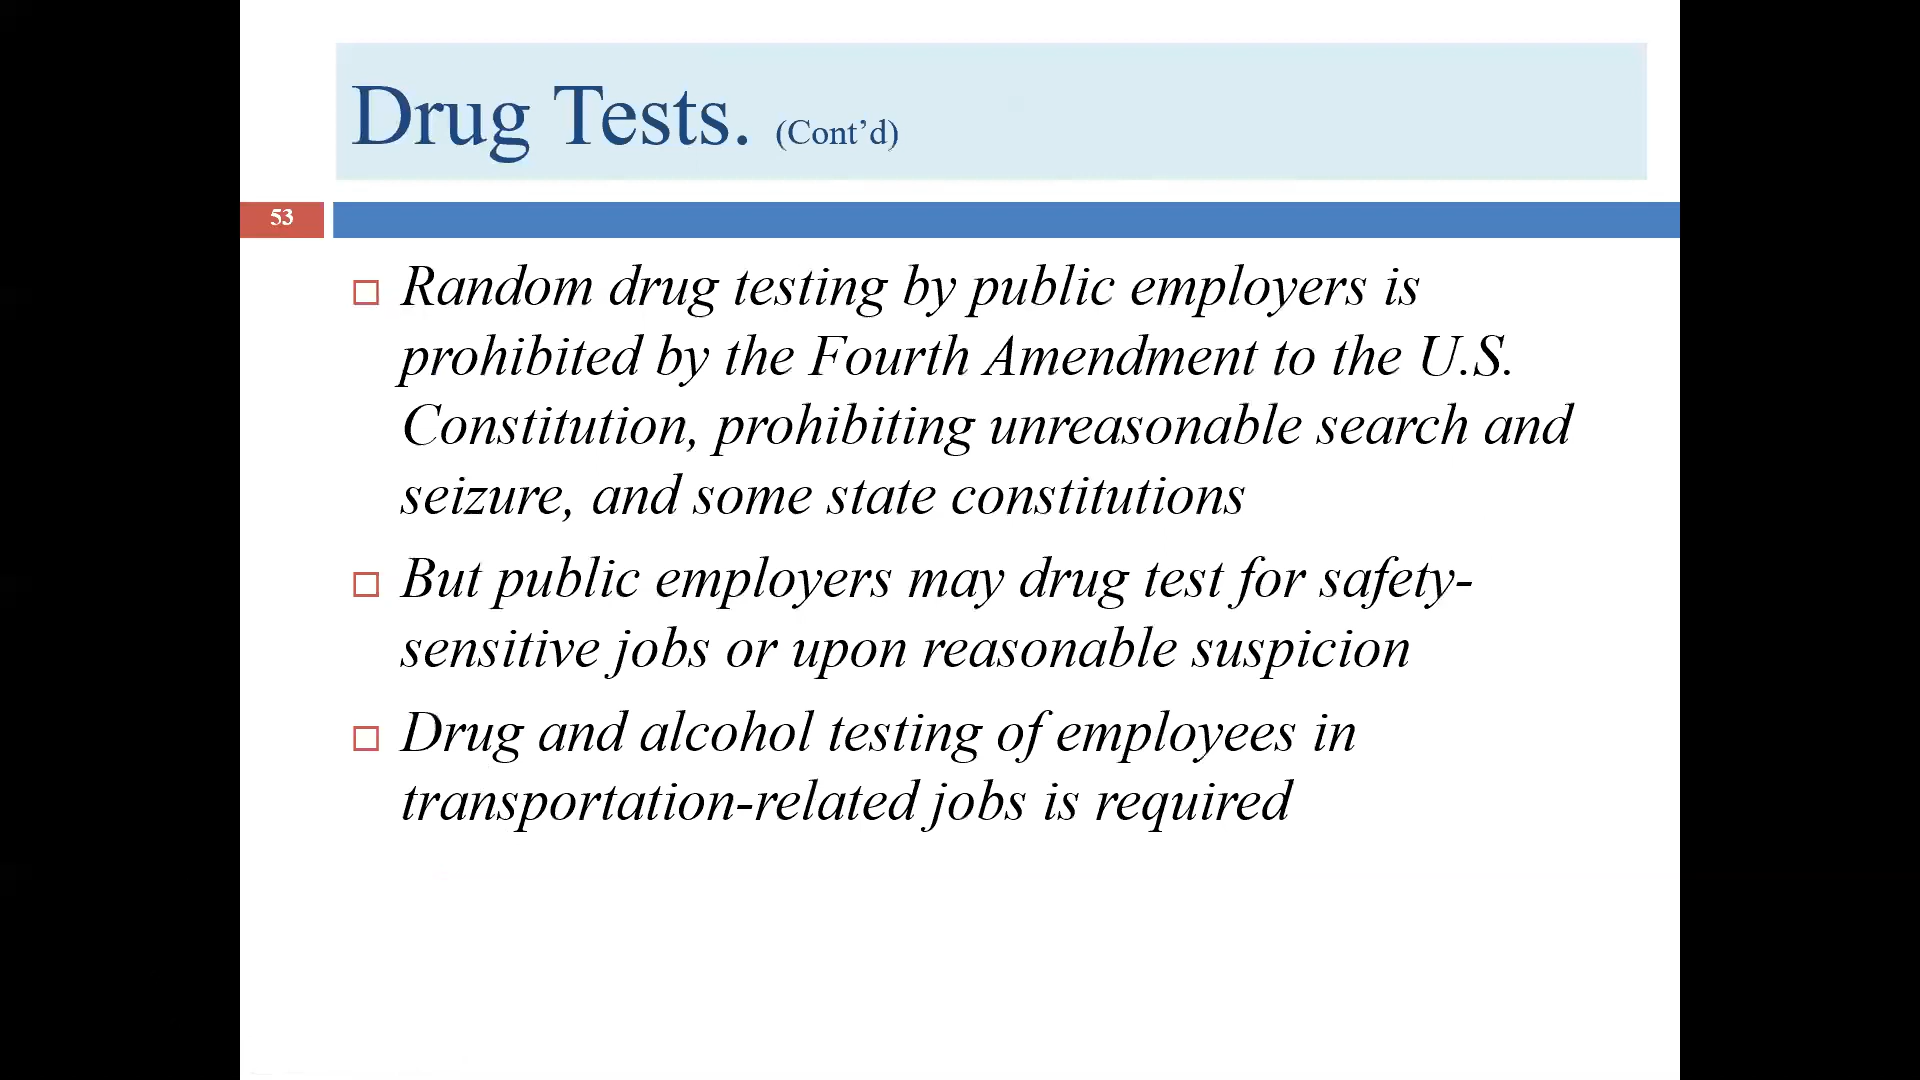 Drug Tests. (Cont’d)
53
Random drug testing by public employers is
prohibited by the Fourth Amendment to the U.S.
Constitution, prohibiting unreasonable search and
seizure, and some state constitutions
But public employers may drug test for safety-
sensitive jobs or upon reasonable suspicion
Drug and alcohol testing of employees in
transportation-related jobs is required